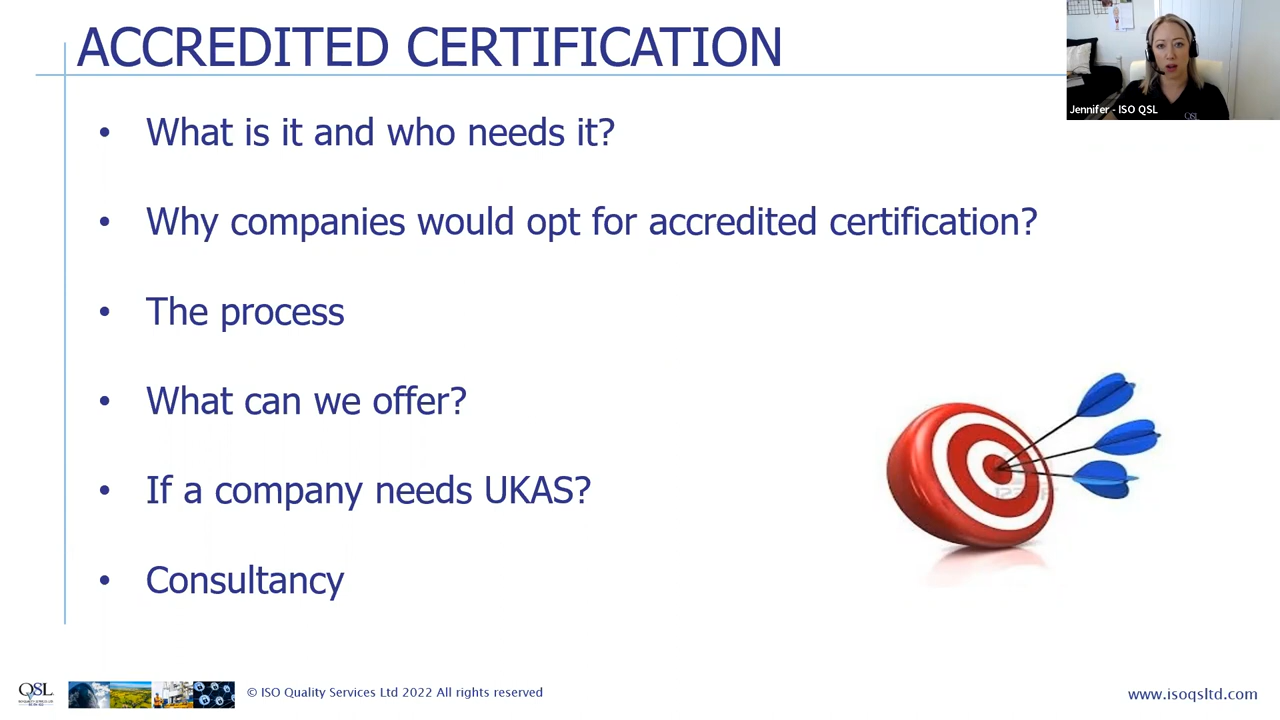 ACCREDITED CERTIFICATION
Jennifer - ISO QSL
• What is it and who needs it?
• Why companies would opt for accredited certification?
• The process
• What can we offer?
• If a company needs UKAS?
• Consultancy
QSL
© ISO Quality Services Ltd 2022 All rights reserved
www.isoqsltd.com